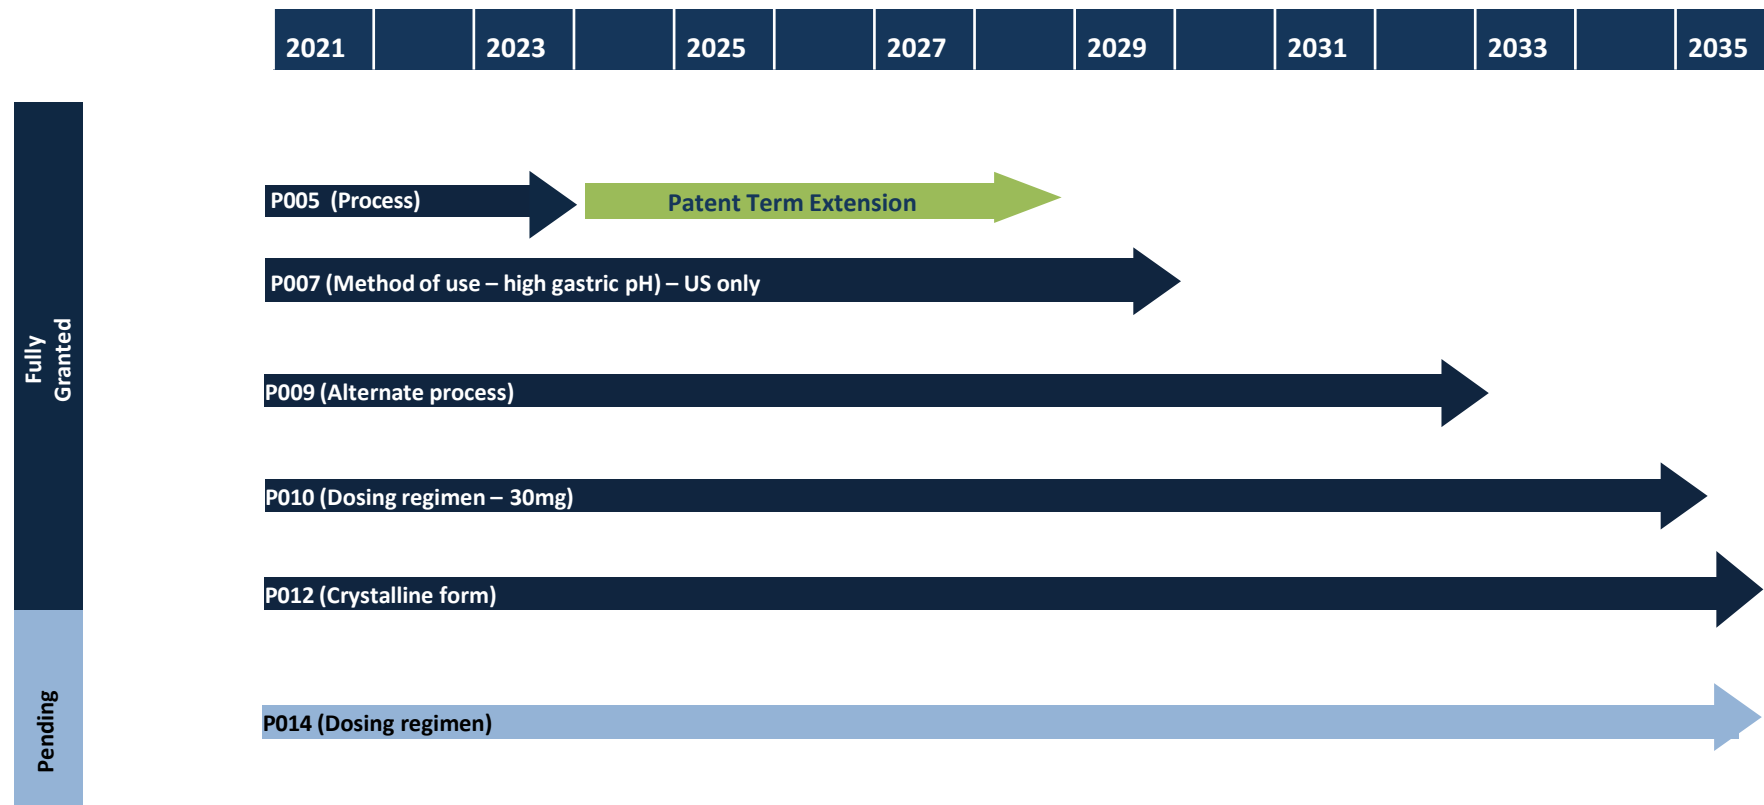 2021 2023 2025 2027 2029 2031 2033 2035
Fully
Granted
P005 (Process)
Patent Term Extension
P007 (Method of use – high gastric pH) – US only
P009 (Alternate process)
P010 (Dosing regimen – 30mg)
P012 (Crystalline form)
Pending
P014 (Dosing regimen)